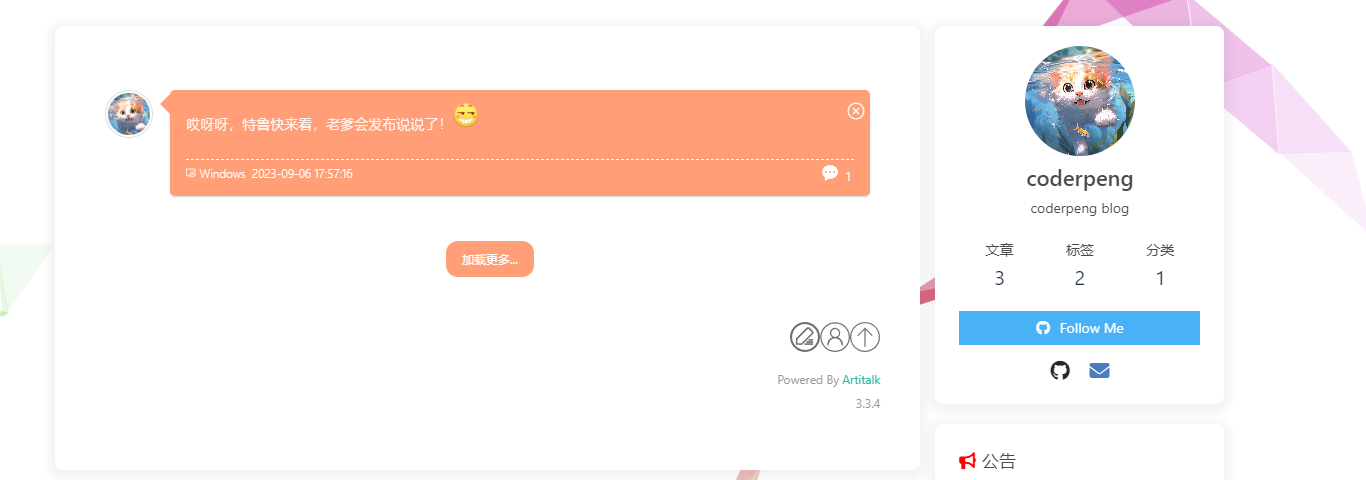 哎呀呀，特鲁快来看，老爹会发布说说了！
Windows 2023-09-06 17:57:16
1
加载更多...
Powered By Artitalk
3.3.4
coderpeng
coderpeng blog
文章 标签 分类
3 2 1
Follow Me
公告